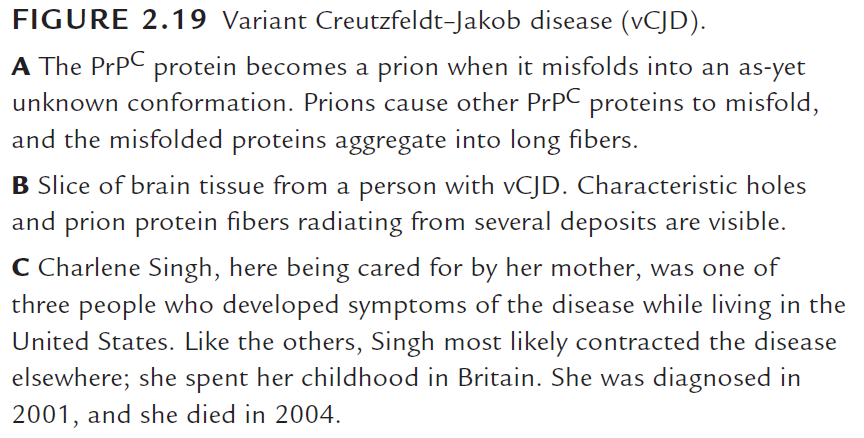 FIGURE 2.19 Variant Creutzfeldt–Jakob disease (vCJD).
A The PrPC protein becomes a prion when it misfolds into an as-yet
unknown conformation. Prions cause other PrPC proteins to misfold,
and the misfolded proteins aggregate into long fibers.
B Slice of brain tissue from a person with vCJD. Characteristic holes
and prion protein fibers radiating from several deposits are visible.
C Charlene Singh, here being cared for by her mother, was one of
three people who developed symptoms of the disease while living in the
United States. Like the others, Singh most likely contracted the disease
elsewhere; she spent her childhood in Britain. She was diagnosed in
2001, and she died in 2004.